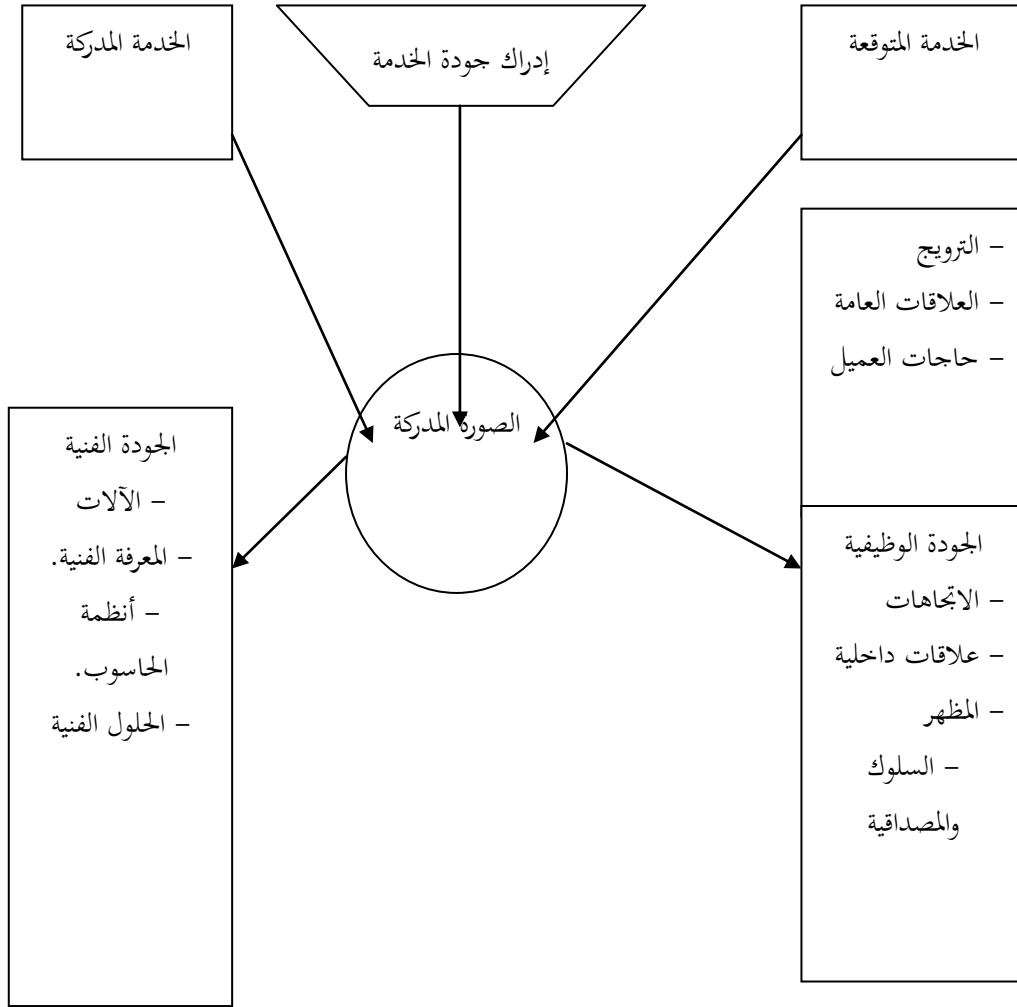 الخدمة المتوقعة
إدراك جودة الخدمة
الخدمة المدركة
– الترويج
– العلاقات العامة
– حاجات العميل
الصورة المدركة
الجودة الوظيفية
– الاتجاهات
– علاقات داخلية
– المظهر
– السلوك
والمصداقية
الجودة الفنية
– الآلات
– المعرفة الفنية.
– أنظمة
الحاسوب.
– الحلول الفنية